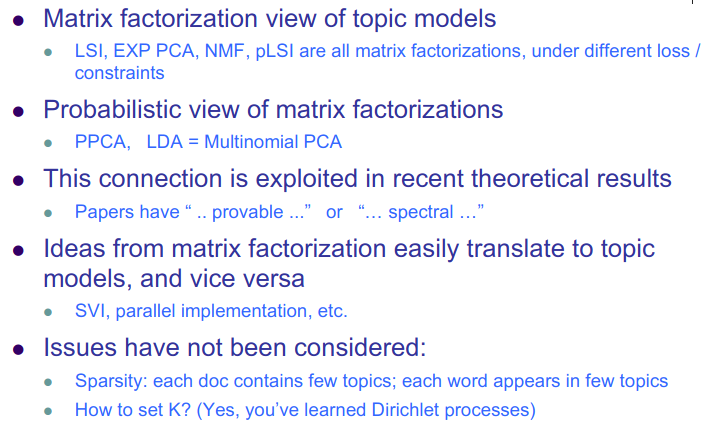 Matrix factorization view of topic models
LSI, EXP PCA, NMF, pLSI are all matrix factorizations, under different loss /
constraints
Probabilistic view of matrix factorizations
PPCA,   LDA = Multinomial PCA
This connection is exploited in recent theoretical results
Papers have “ .. provable ...”   or   “… spectral …”
Ideas from matrix factorization easily translate to topic
models, and vice versa
SVI, parallel implementation, etc.
Issues have not been considered:
Sparsity: each doc contains few topics; each word appears in few topics
How to set K? (Yes, you’ve learned Dirichlet processes)